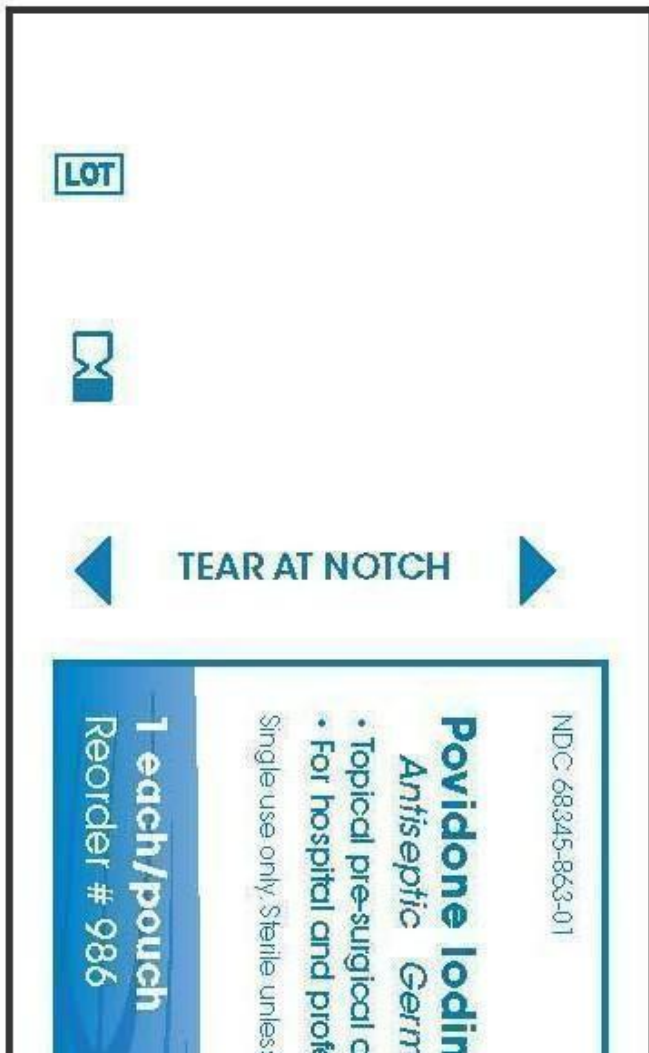 LOT
TEAR AT NOTCH
NDC 68345-863-01
Povidone Iodin
Antiseptic Germ
• Topical pre-surgical
• For hospital and profe
Single use only. Sterile unless
1 each/pouch
Reorder # 986